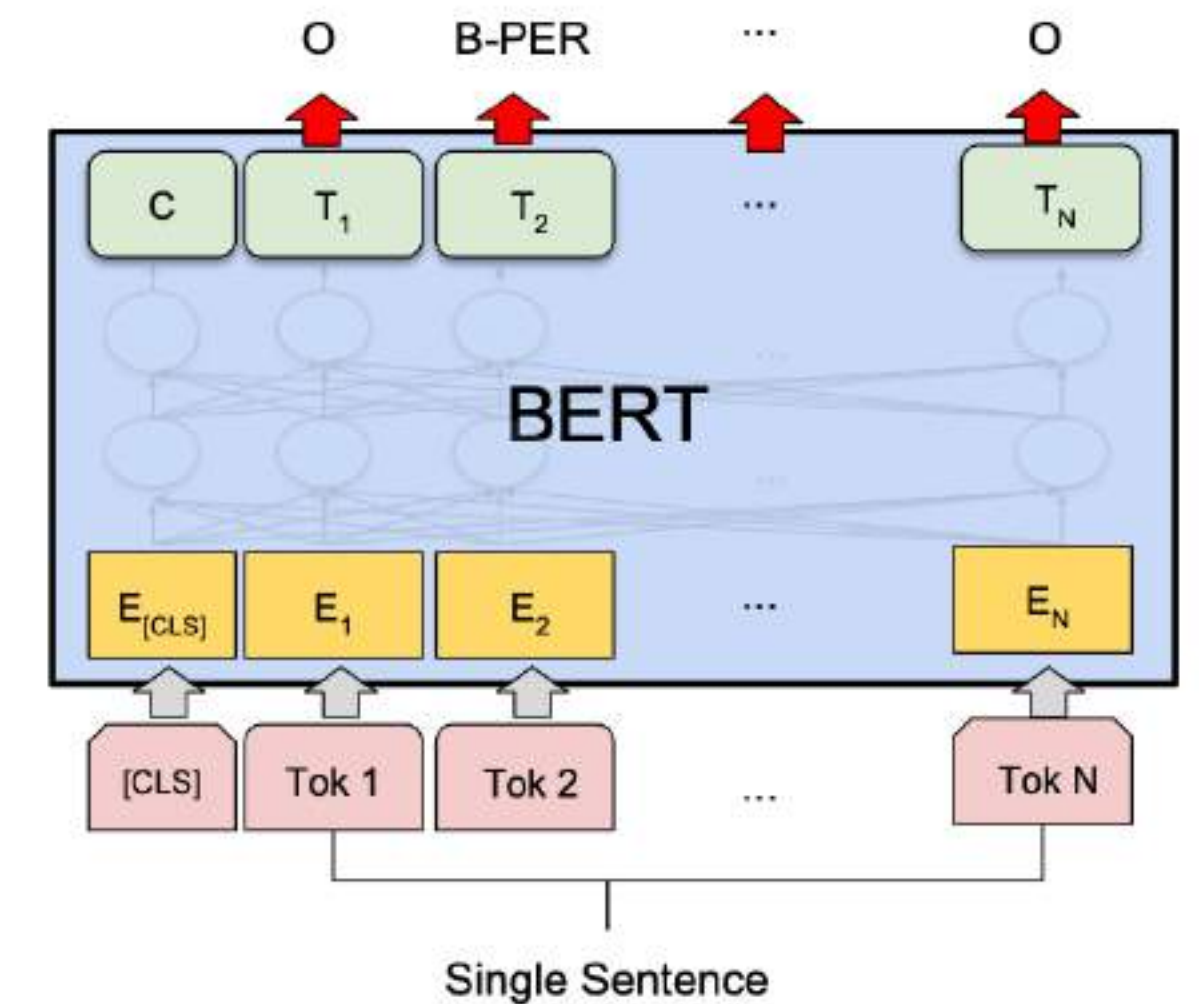 O B-PER ... O
C T1 T2 ... TN
...
BERT
...
E[CLS] E1 E2 ... EN
[CLS] Tok 1 Tok 2 ... Tok N
Single Sentence